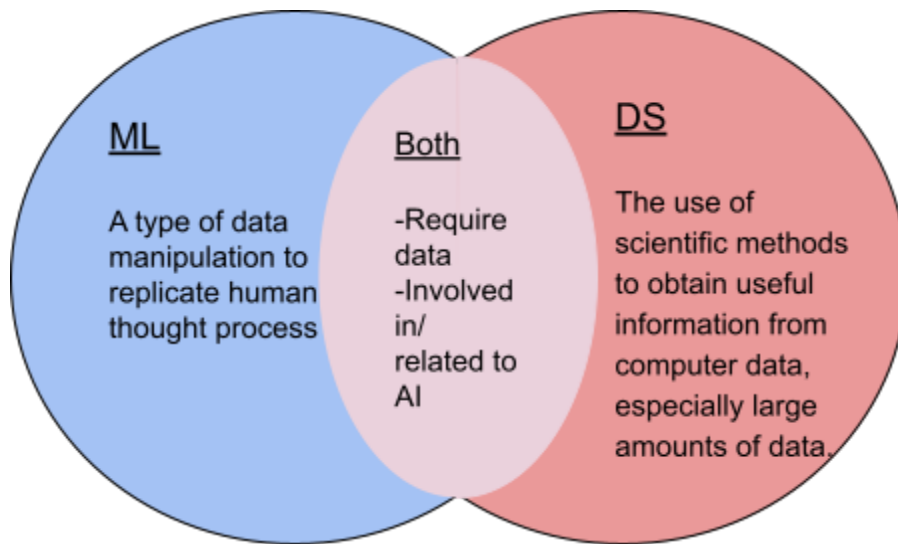 ML
A type of data
manipulation to
replicate human
thought process
Both
-Require
data
-Involved
in/
related to
AI
DS
The use of
scientific methods
to obtain useful
information from
computer data,
especially large
amounts of data.